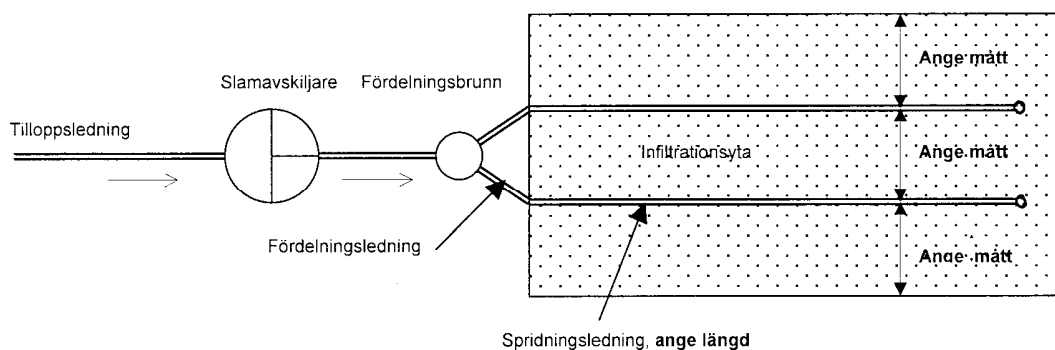 Ange mått
Slamavskiljare
Fördelningsbrunn
Tilloppsledning
Infiltrationsyta
Ange mått
Fördelningsledning
Ange mått
Spridningsledning, ange längd